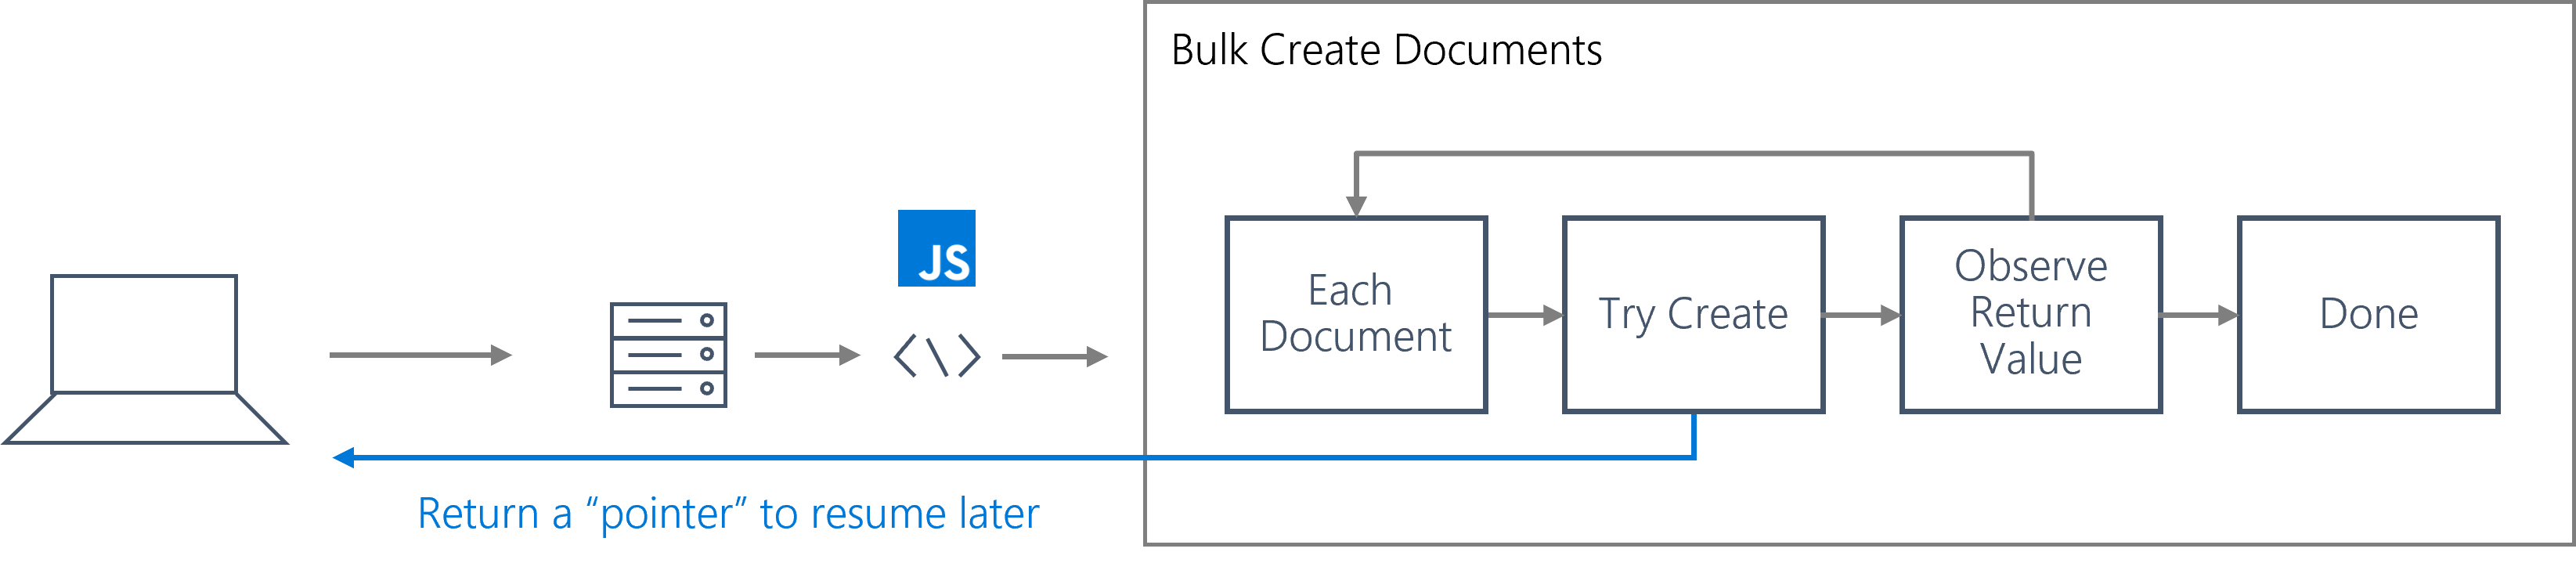 Bulk Create Documents
JS
Each
Document
Try Create
Observe
Return
Value
Done
Return a “pointer” to resume later